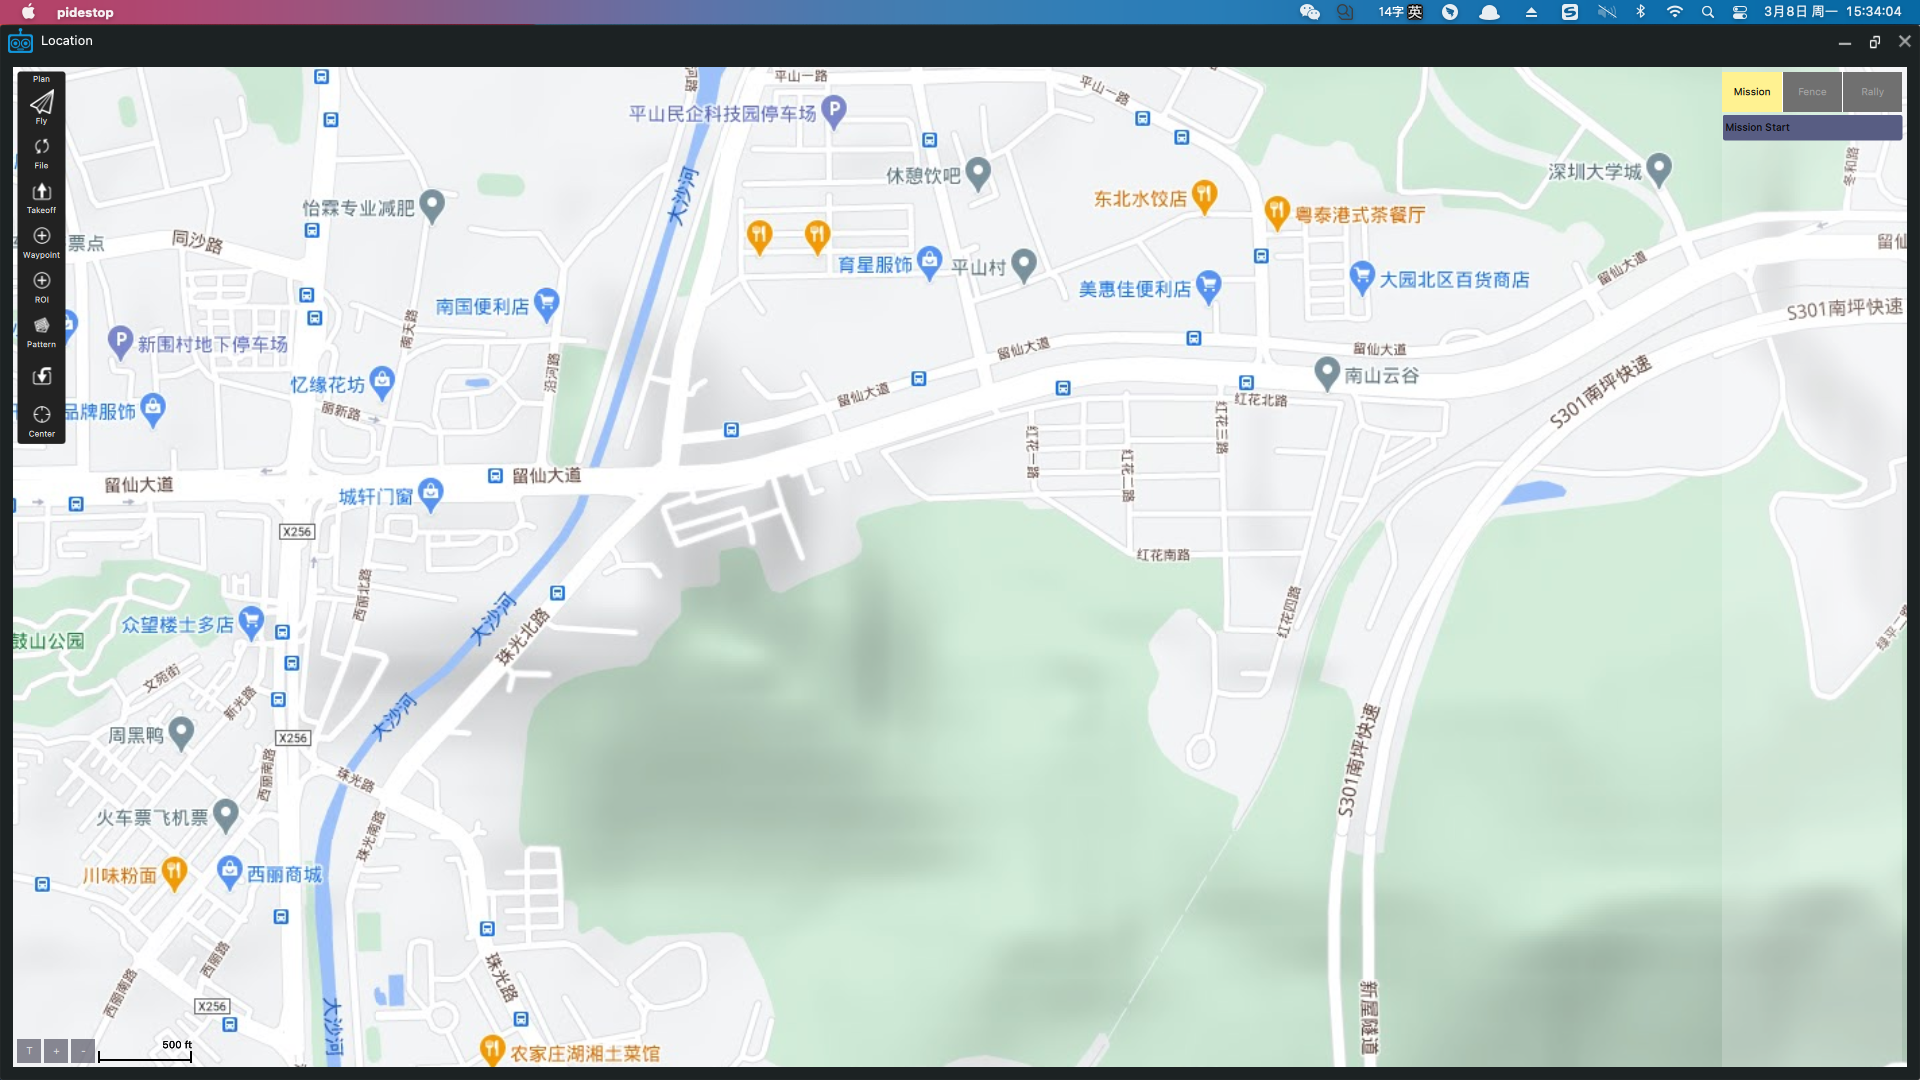 pidestop
14字 英
3月8日 周一 15:34:04
Location
Plan
Fly
File
Takeoff
Waypoint
ROI
Pattern
Center
Mission
Fence
Rally
Mission Start
平山一路
平山一路
平山民企科技园停车场
大沙河
休憩饮吧
深圳大学城
冬和路
东北水饺店
粤泰港式茶餐厅
怡霖专业减肥
票点
同沙路
留仙
育星服饰
平山村
美惠佳便利店
大园北区百货商店
留仙大道
南国便利店
S301南坪快速
南天路
新围村地下停车场
沿河路
留仙大道
留仙大道
南山云谷
忆缘花坊
留仙大道
S301南坪快速
丽新路
品牌服饰
红花北路
红花一路
红花二路
红花三路
留仙大道
留仙大道
城轩门窗
X256
红花南路
西丽北路
众望楼士多店
大沙河
珠光北路
红花四路
鼓山公园
绿平二路
文苑街
新光路
大沙河
周黑鸭
X256
西丽南路
珠光路
S301南坪快速
火车票飞机票
珠光南路
川味粉面
西丽商城
西丽路
西丽南路
珠光路
X256
大沙河
新屋隧道
T + -
500 ft
农家庄湖湘土菜馆